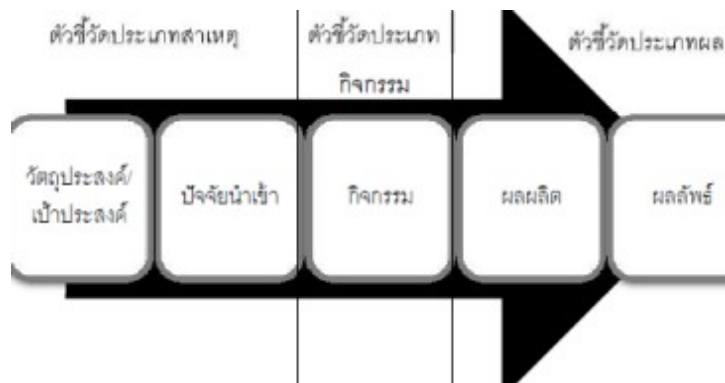 ตัวชี้วัดประเภทสาเหตุ
ตัวชี้วัดประเภท
กิจกรรม
ตัวชี้วัดประเภทผล
วัตถุประสงค์/
เป้าประสงค์
ปัจจัยนำเข้า
กิจกรรม
ผลผลิต
ผลลัพธ์